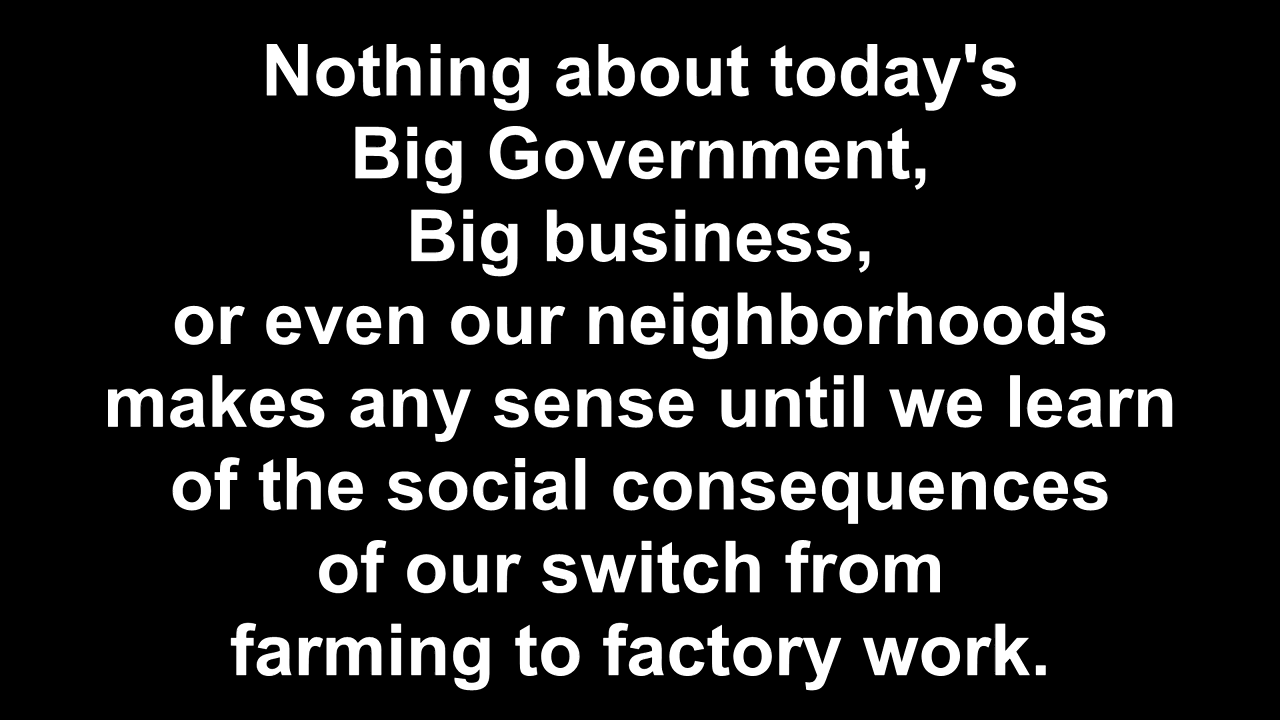 Nothing about today's
Big Government,
Big business,
or even our neighborhoods
makes any sense until we learn
of the social consequences
of our switch from
farming to factory work.